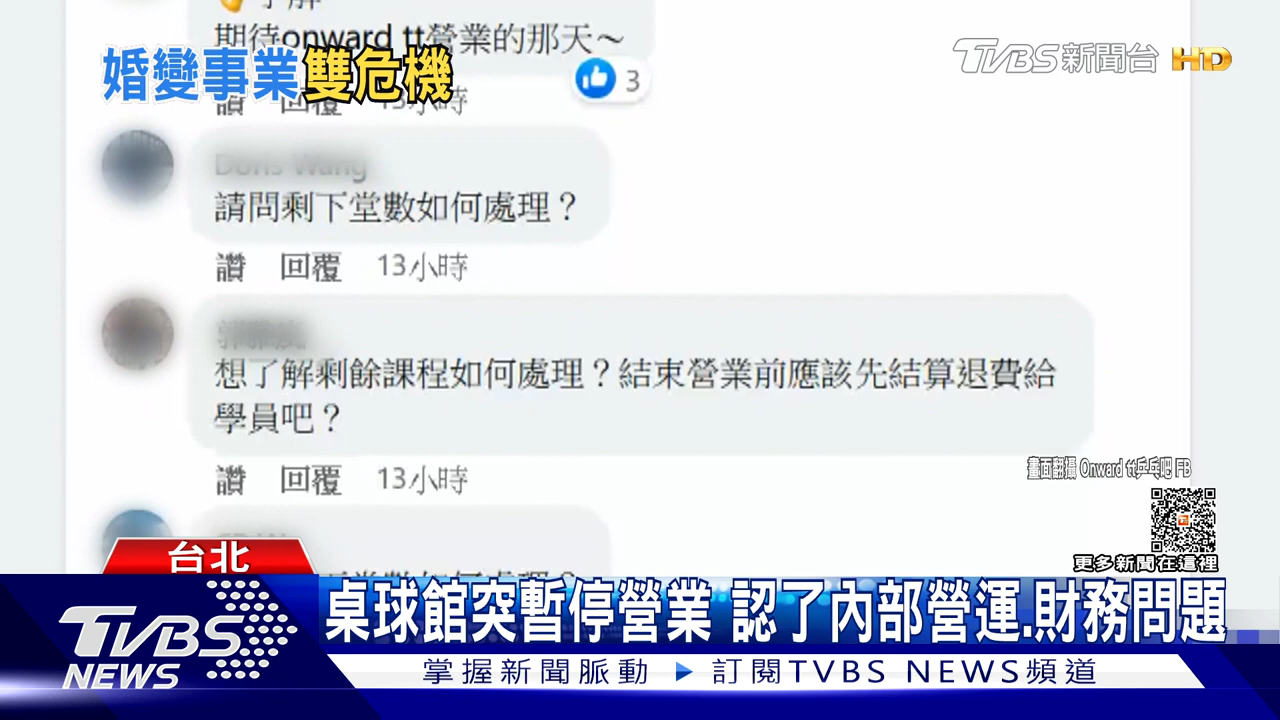 期待onward tt營業的那天～
3
婚變事業雙危機
TVBS新聞台 HD
讚 回覆 13小時
請問剩下堂數如何處理？
讚 回覆 13小時
想了解剩餘課程如何處理？結束營業前應該先結算退費給
學員吧？
讚 回覆 13小時
畫面翻攝 Onward tt乒乓吧 FB
更多新聞在這裡
台北
桌球館突暫停營業 認了內部營運.財務問題
TVBS NEWS
掌握新聞脈動 ▶ 訂閱TVBS NEWS頻道